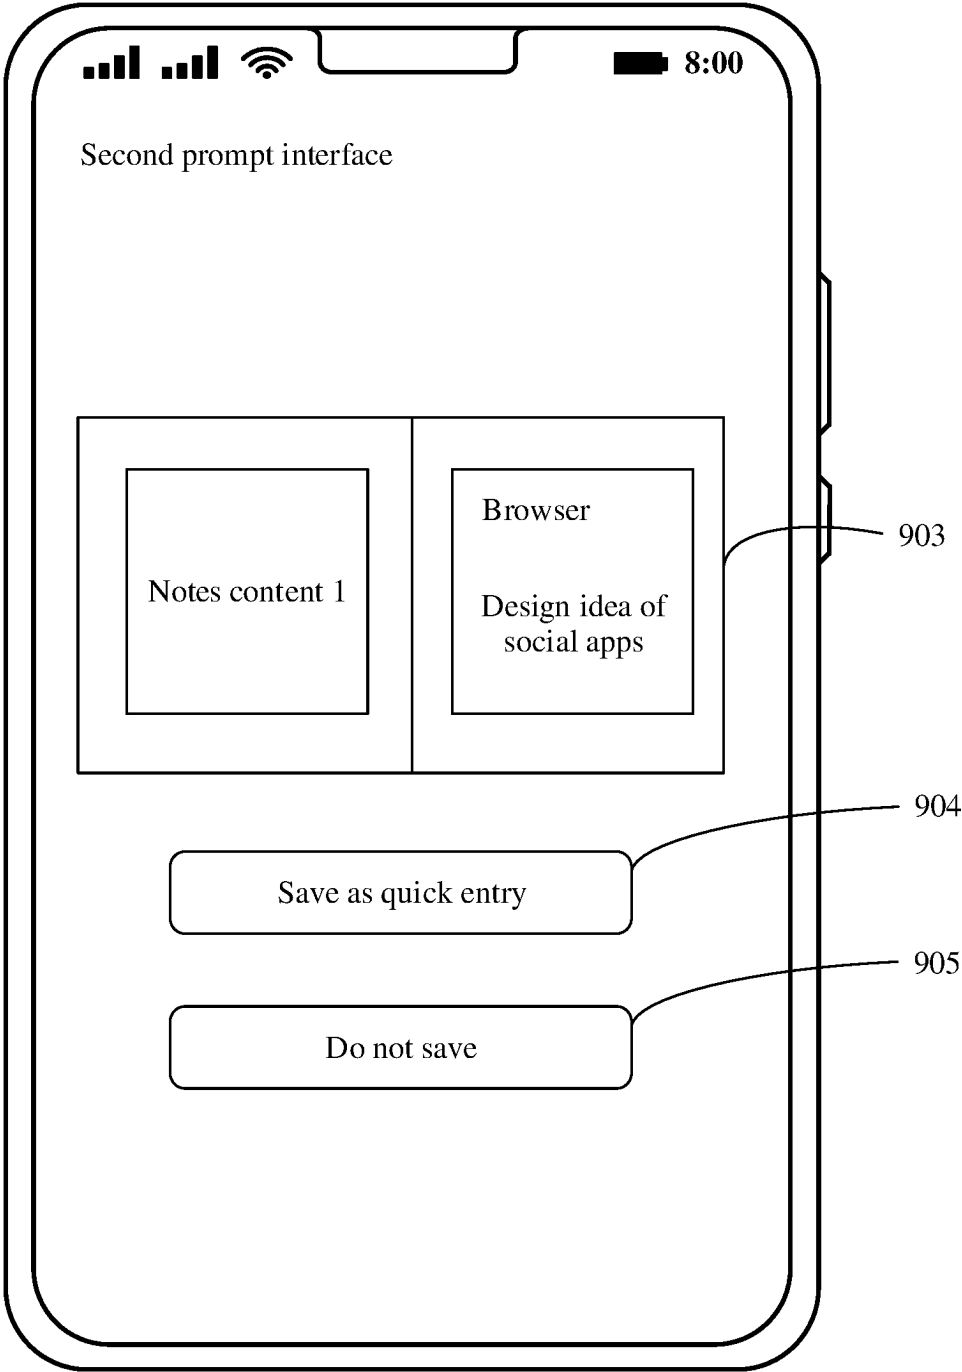 8:00
Second prompt interface
Notes content 1
Browser
Design idea of
social apps
903
904
Save as quick entry
905
Do not save